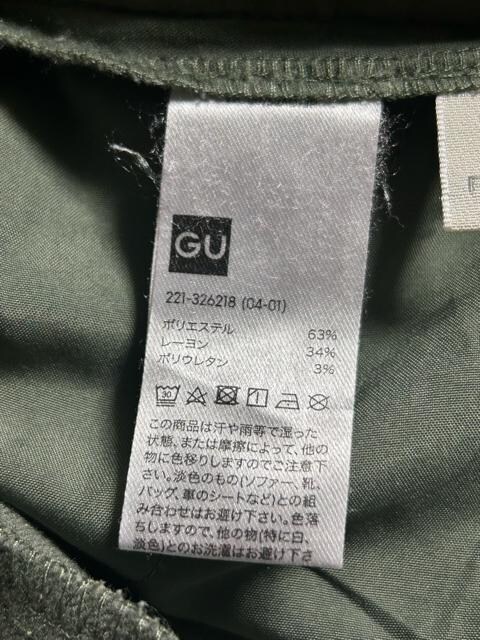 GU
221-326218 (04-01)
ポリエステル 63%
レーヨン 34%
ポリウレタン 3%
30
この商品は汗や雨等で湿った
状態、または摩擦によって、他の
物に色移りしますのでご注意下
さい。淡色のもの(ソファー、靴、
バッグ、車のシートなど)との組
み合わせはお避け下さい。色落
ちしますので、他の物(特に白、
淡色)とのお洗濯はお避け下さ